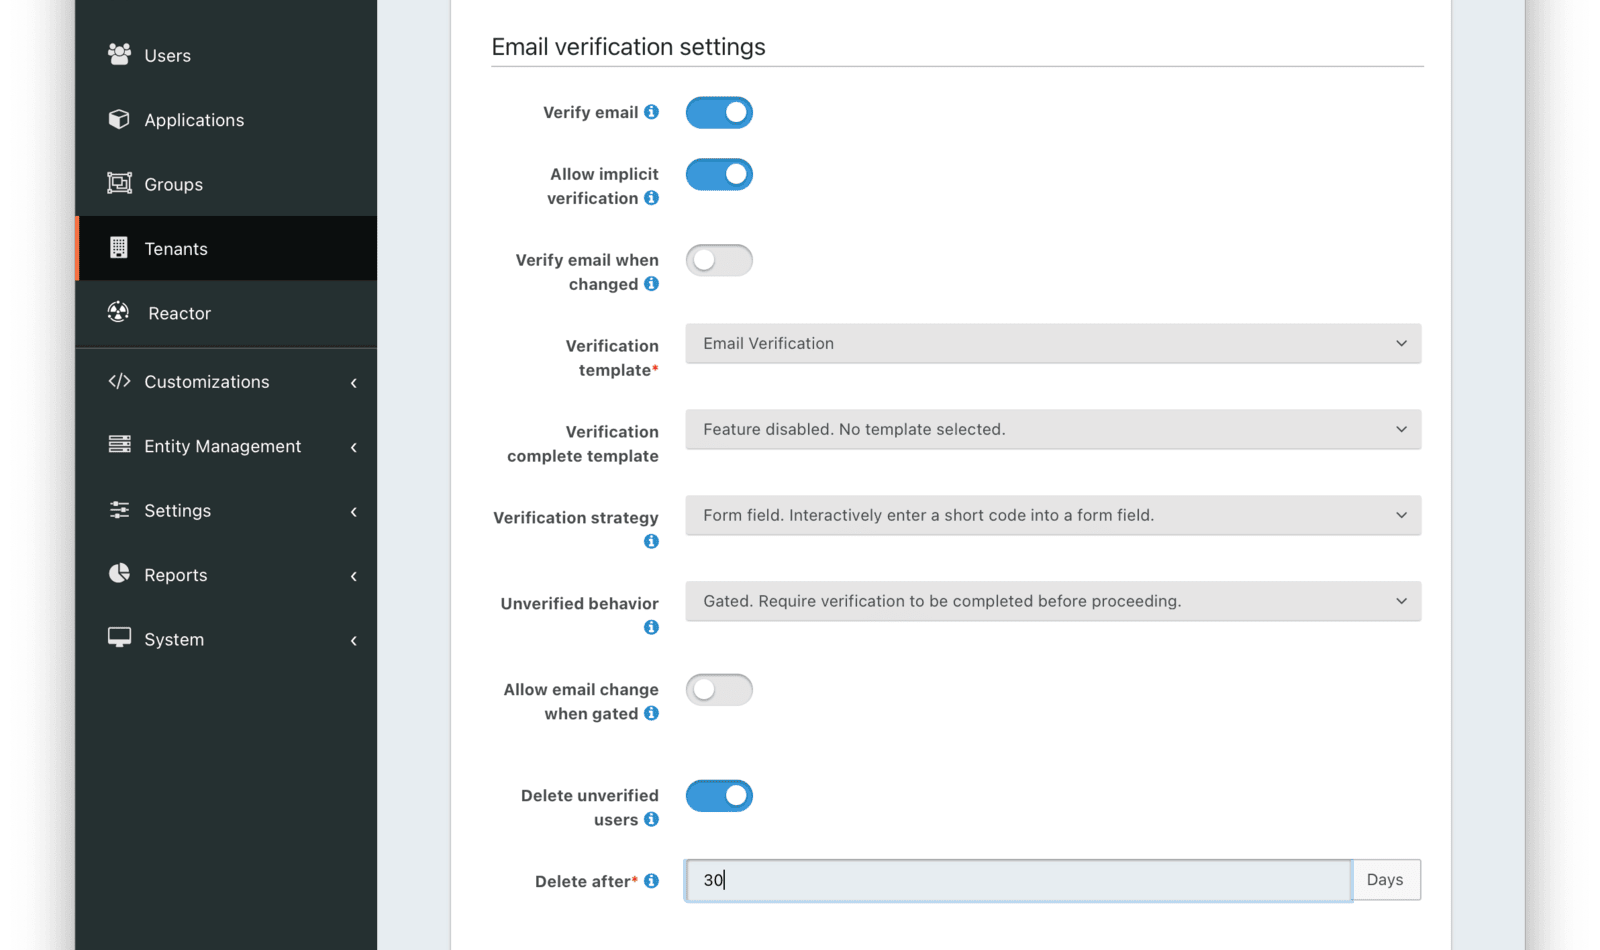 Users
Applications
Groups
Tenants
Reactor
Customizations
Entity Management
Settings
Reports
System
Email verification settings
Verify email
Allow implicit
verification
Verify email when
changed
Verification
template*
Email Verification
Verification
complete template
Feature disabled. No template selected.
Verification strategy
Form field. Interactively enter a short code into a form field.
Unverified behavior
Gated. Require verification to be completed before proceeding.
Allow email change
when gated
Delete unverified
users
Delete after*
30
Days